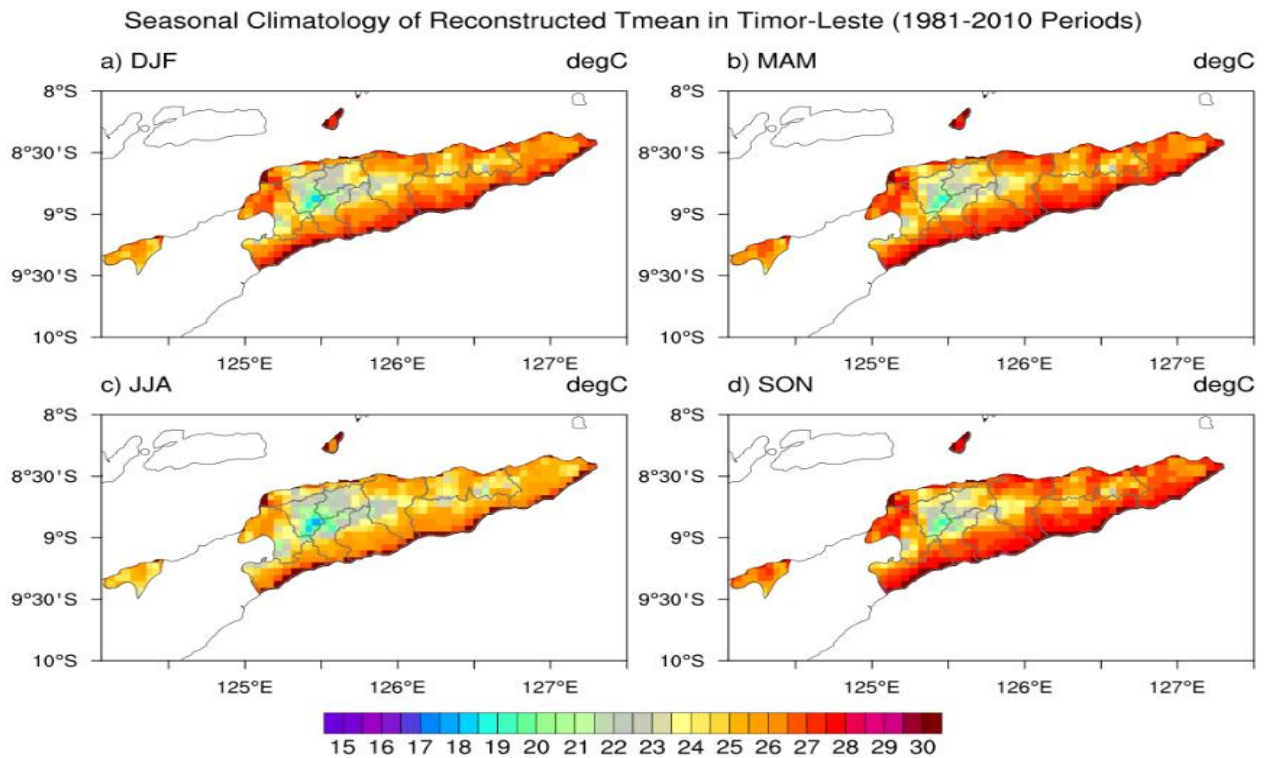 Seasonal Climatology of Reconstructed Tmean in Timor-Leste (1981-2010 Periods)
a) DJF degC
8°S
8°30'S
9°S
9°30'S
10°S
125°E 126°E 127°E
b) MAM degC
8°S
8°30'S
9°S
9°30'S
10°S
125°E 126°E 127°E
c) JJA degC
8°S
8°30'S
9°S
9°30'S
10°S
125°E 126°E 127°E
d) SON degC
8°S
8°30'S
9°S
9°30'S
10°S
125°E 126°E 127°E
15 16 17 18 19 20 21 22 23 24 25 26 27 28 29 30